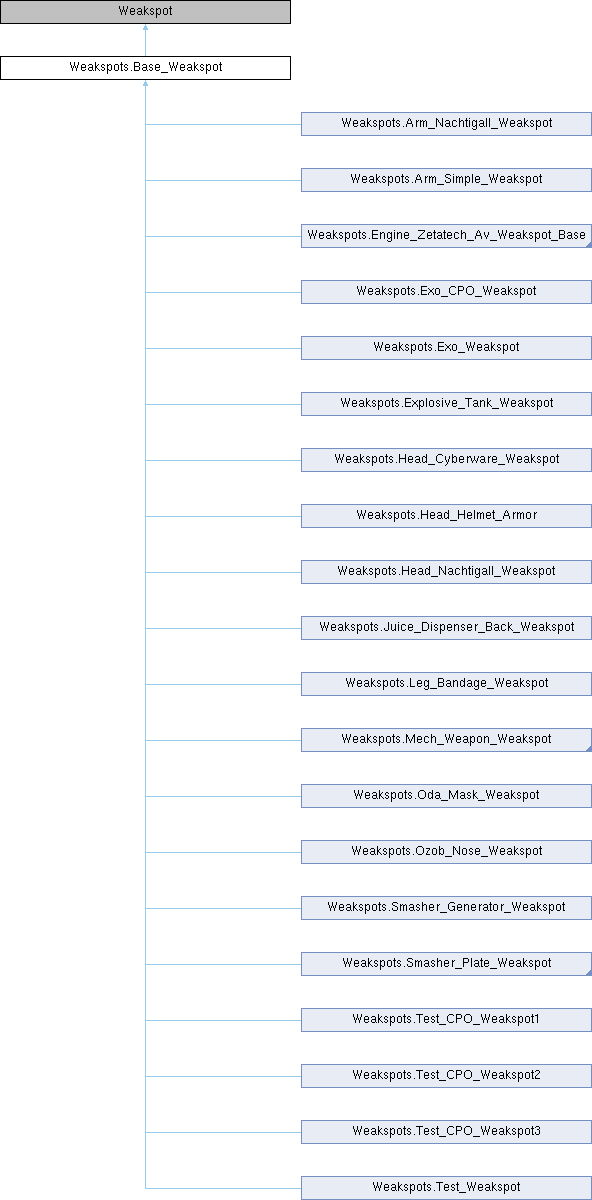 Weakspot
Weakspots.Base_Weakspot
Weakspots.Arm_Nachtigall_Weakspot
Weakspots.Arm_Simple_Weakspot
Weakspots.Engine_Zetatech_Av_Weakspot_Base
Weakspots.Exo_CPO_Weakspot
Weakspots.Exo_Weakspot
Weakspots.Explosive_Tank_Weakspot
Weakspots.Head_Cyberware_Weakspot
Weakspots.Head_Helmet_Armor
Weakspots.Head_Nachtigall_Weakspot
Weakspots.Juice_Dispenser_Back_Weakspot
Weakspots.Leg_Bandage_Weakspot
Weakspots.Mech_Weapon_Weakspot
Weakspots.Oda_Mask_Weakspot
Weakspots.Ozob_Nose_Weakspot
Weakspots.Smasher_Generator_Weakspot
Weakspots.Smasher_Plate_Weakspot
Weakspots.Test_CPO_Weakspot1
Weakspots.Test_CPO_Weakspot2
Weakspots.Test_CPO_Weakspot3
Weakspots.Test_Weakspot